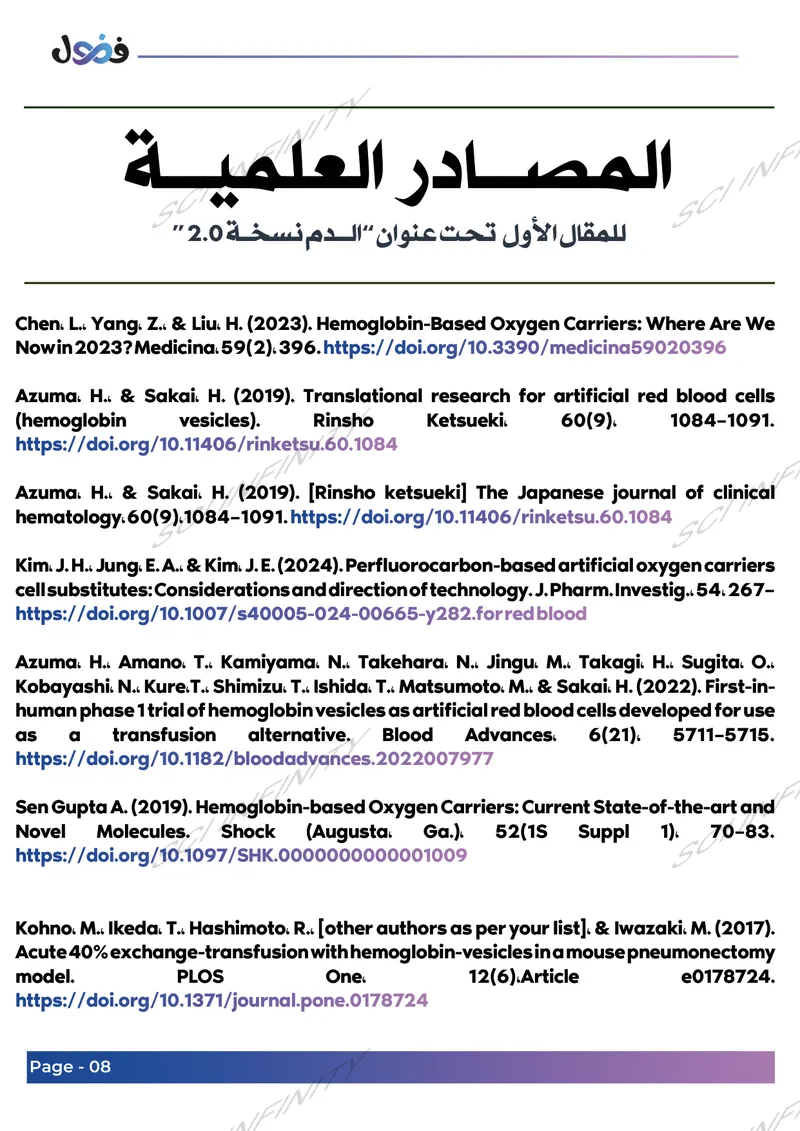 فضول
المصادر العلمية
للمقال الأول تحت عنوان “الدم نسخة 2.0”
Chen، L.، Yang، Z.، & Liu، H. (2023). Hemoglobin-Based Oxygen Carriers: Where Are We
Now in 2023? Medicina، 59(2)، 396. https://doi.org/10.3390/medicina59020396
Azuma، H.، & Sakai، H. (2019). Translational research for artificial red blood cells
(hemoglobin vesicles). Rinsho Ketsueki، 60(9)، 1084–1091.
https://doi.org/10.11406/rinketsu.60.1084
Azuma، H.، & Sakai، H. (2019). [Rinsho ketsueki] The Japanese journal of clinical
hematology، 60(9)،1084–1091. https://doi.org/10.11406/rinketsu.60.1084
Kim، J. H.، Jung، E. A.، & Kim، J. E. (2024). Perfluorocarbon-based artificial oxygen carriers
cell substitutes: Considerations and direction of technology. J. Pharm. Investig.، 54، 267–
https://doi.org/10.1007/s40005-024-00665-y282.for red blood
Azuma، H.، Amano، T.، Kamiyama، N.، Takehara، N.، Jingu، M.، Takagi، H.، Sugita، O.،
Kobayashi، N.، Kure،T.، Shimizu، T.، Ishida، T.، Matsumoto، M.، & Sakai، H. (2022). First-in-
human phase 1 trial of hemoglobin vesicles as artificial red blood cells developed for use
as a transfusion alternative. Blood Advances، 6(21)، 5711–5715.
https://doi.org/10.1182/bloodadvances.2022007977
Sen Gupta A. (2019). Hemoglobin-based Oxygen Carriers: Current State-of-the-art and
Novel Molecules. Shock (Augusta، Ga.)، 52(1S Suppl 1)، 70–83.
https://doi.org/10.1097/SHK.0000000000001009
Kohno، M.، Ikeda، T.، Hashimoto، R.، [other authors as per your list]، & Iwazaki، M. (2017).
Acute 40% exchange-transfusion with hemoglobin-vesicles in a mouse pneumonectomy
model. PLOS One، 12(6)،Article e0178724.
https://doi.org/10.1371/journal.pone.0178724
Page - 08
SCI INFINITY